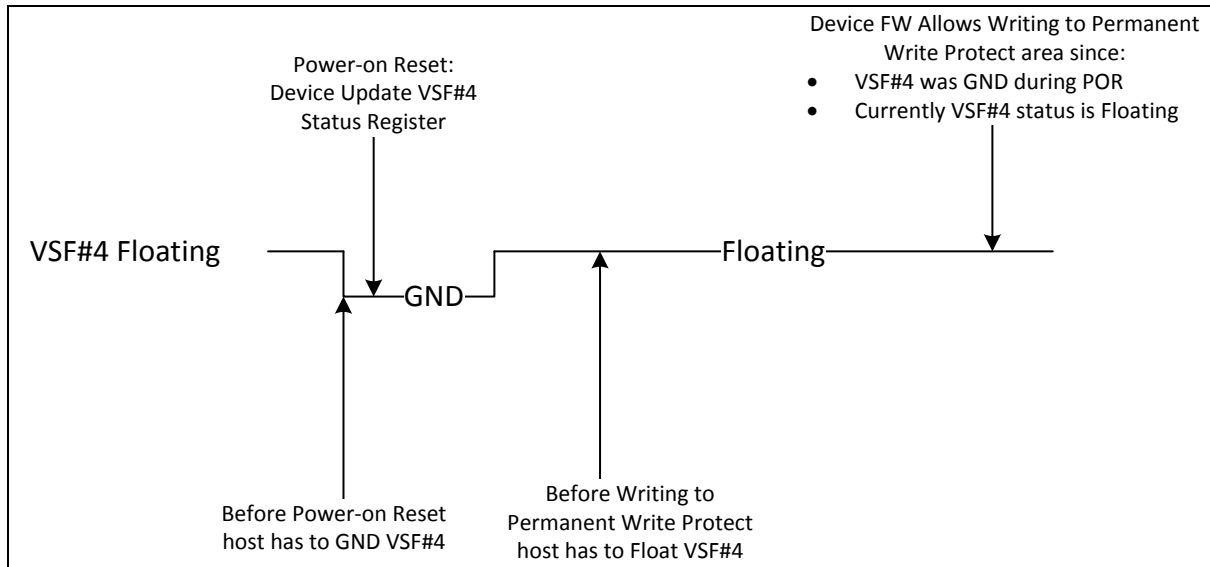 Device FW Allows Writing to Permanent
Write Protect area since:
• VSF#4 was GND during POR
• Currently VSF#4 status is Floating
Power-on Reset:
Device Update VSF#4
Status Register
VSF#4 Floating
GND
Floating
Before Power-on Reset
host has to GND VSF#4
Before Writing to
Permanent Write Protect
host has to Float VSF#4